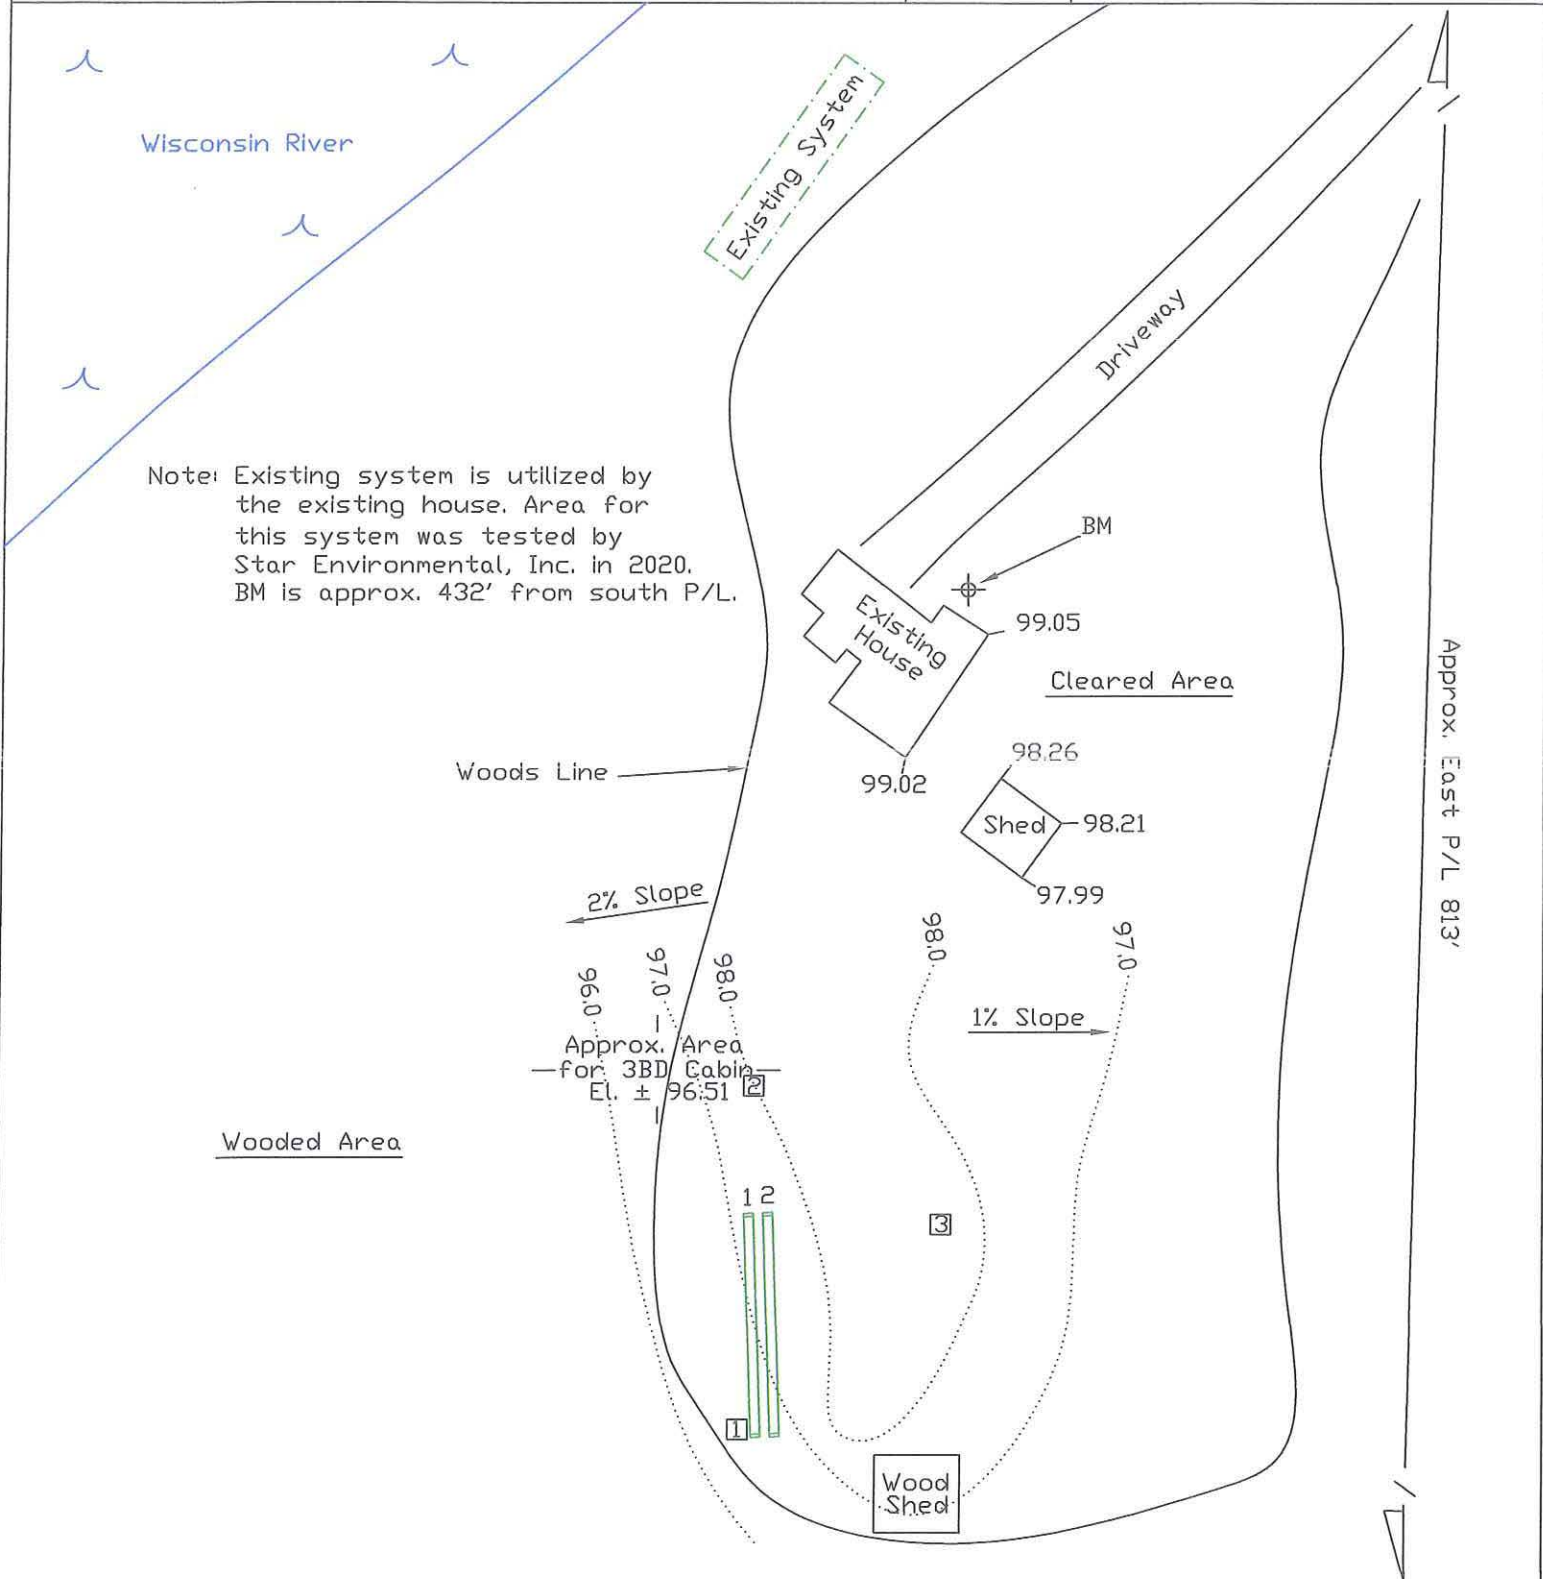 Existing System
Wisconsin River
Driveway
Note: Existing system is utilized by
the existing house. Area for
this system was tested by
Star Environmental, Inc. in 2020.
BM is approx. 432' from south P/L.
BM
Existing
House
99.05
Cleared Area
Approx. East P/L 813'
98.26
Woods Line
99.02
Shed
98.21
97.99
2% Slope
98.0
97.0
96.0
97.0
98.0
1% Slope
Approx. Area
for 3BD Cabin
El. ± 96.51
2
Wooded Area
1 2
3
1
Wood
Shed